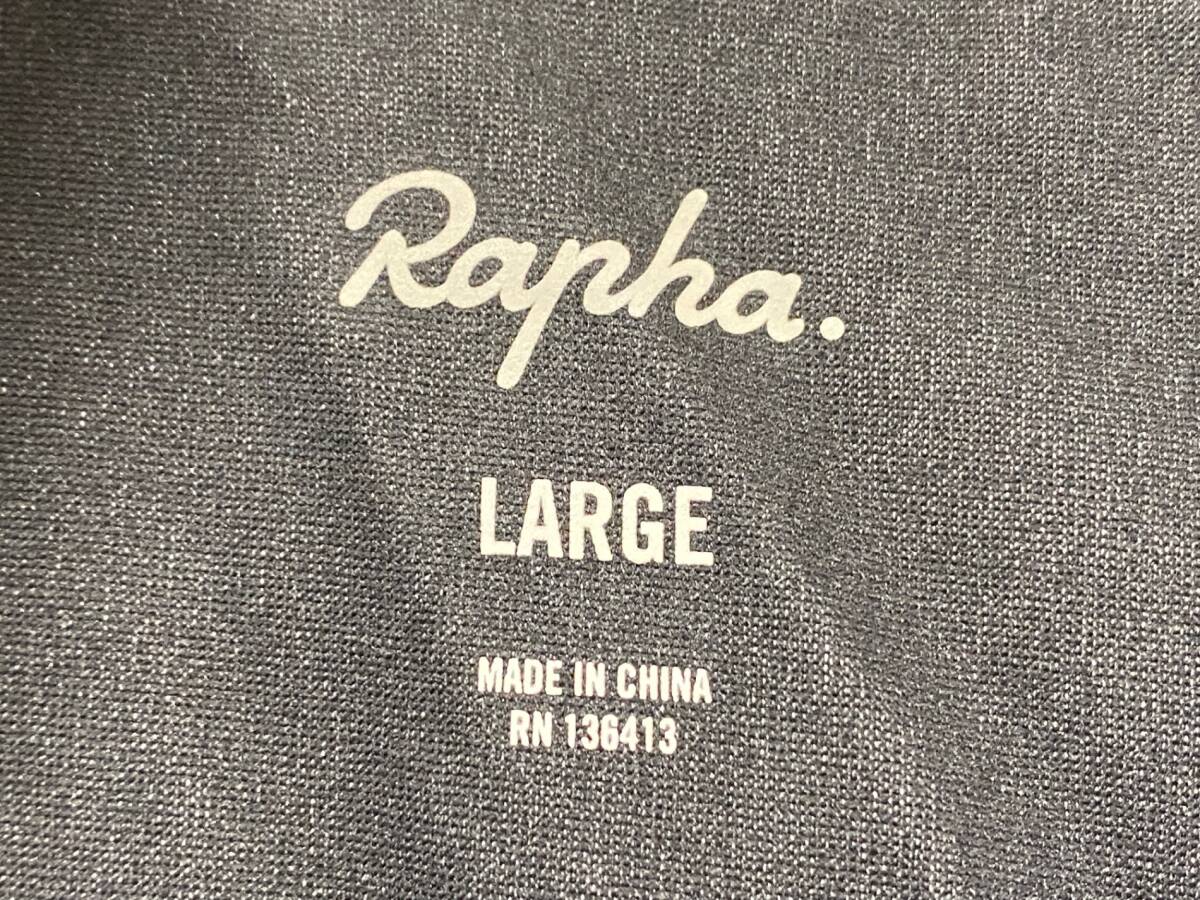 Rapha.
LARGE
MADE IN CHINA
RN 136413